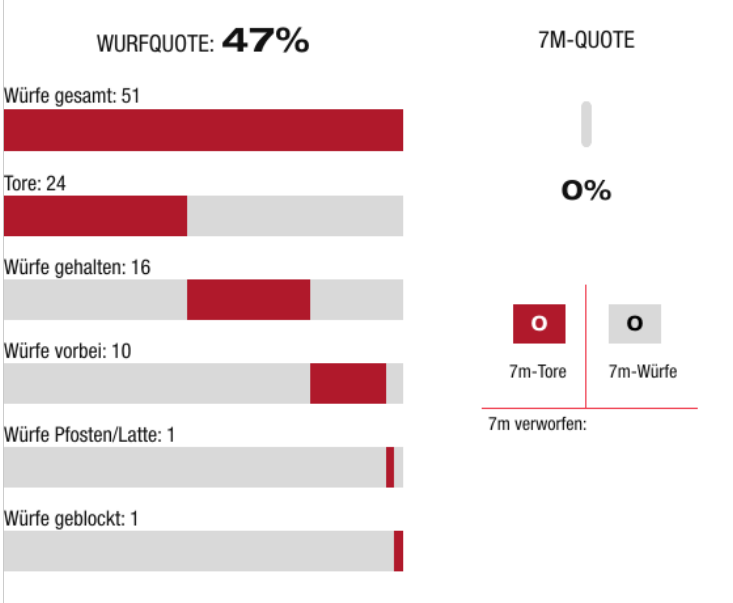 WURFQUOTE: 47%
Würfe gesamt: 51
Tore: 24
Würfe gehalten: 16
Würfe vorbei: 10
Würfe Pfosten/Latte: 1
Würfe geblockt: 1
7M-QUOTE
0%
0 0
7m-Tore 7m-Würfe
7m verworfen: